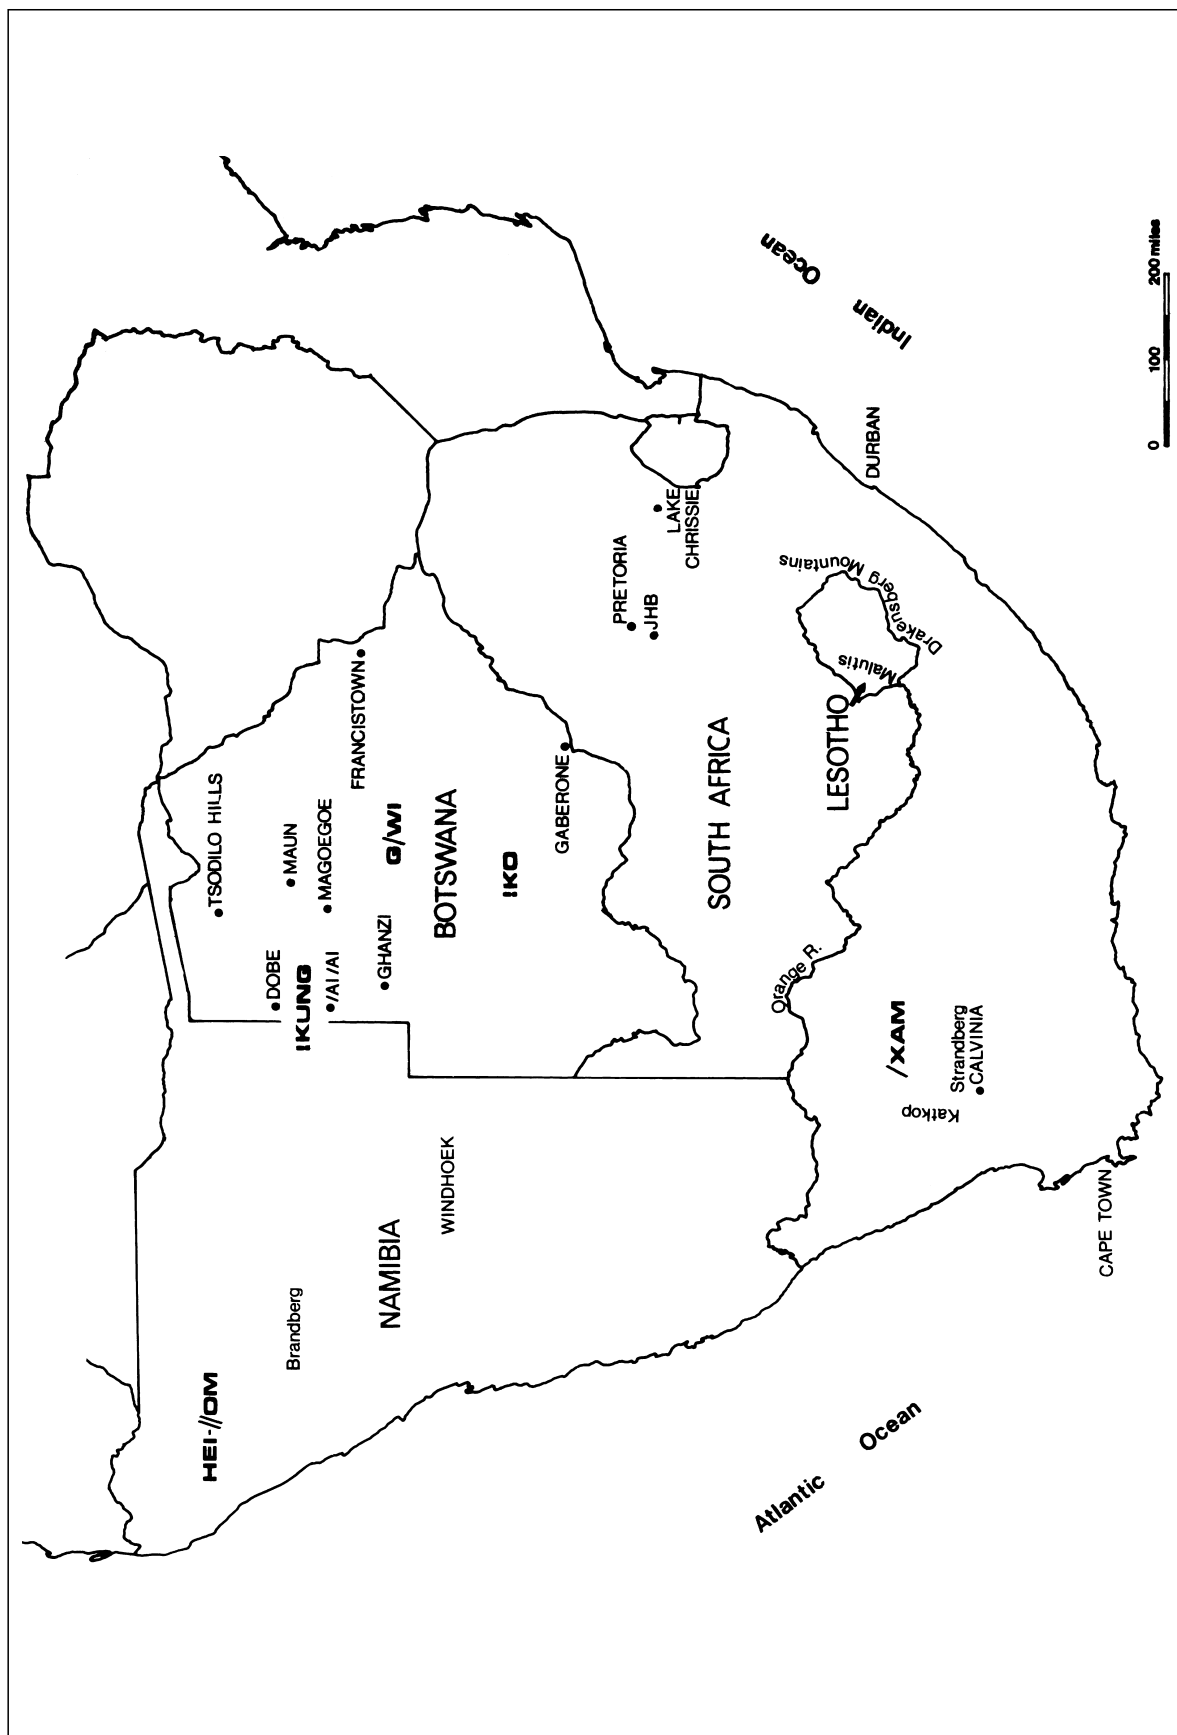 HEI-//OM
Brandberg
NAMIBIA
WINDHOEK
TSODILO HILLS
DOBE
MAUN
IKUNG
/AI /AI
MAGOEGOE
FRANCISTOWN
GHANZI
G/WI
BOTSWANA
IKO
GABERONE
PRETORIA
JHB
LAKE
CHRISSIE
SOUTH AFRICA
LESOTHO
Malutis
Drakensberg Mountains
DURBAN
Orange R.
/XAM
Katkop
Strandberg
CALVINIA
CAPE TOWN
Atlantic Ocean
Indian Ocean
0 100 200 miles